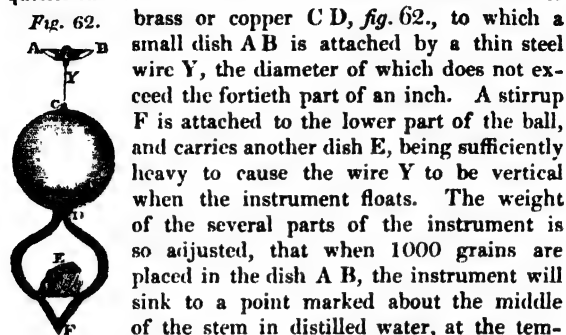 Fig. 62.
A B
Y
C
D
E
F
brass or copper C D, fig. 62., to which a
small dish A B is attached by a thin steel
wire Y, the diameter of which does not ex-
ceed the fortieth part of an inch. A stirrup
F is attached to the lower part of the ball,
and carries another dish E, being sufficiently
heavy to cause the wire Y to be vertical
when the instrument floats. The weight
of the several parts of the instrument is
so adjusted, that when 1000 grains are
placed in the dish A B, the instrument will
sink to a point marked about the middle
of the stem in distilled water, at the tem-